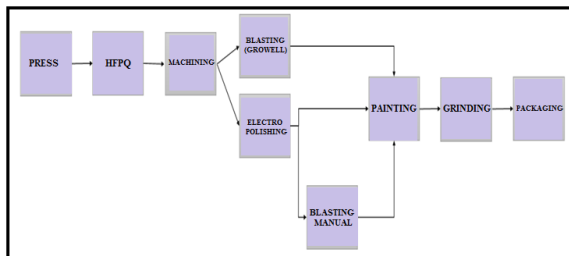 PRESS
HFPQ
MACHINING
BLASTING
(GROWELL)
ELECTRO
POLISHING
BLASTING
MANUAL
PAINTING
GRINDING
PACKAGING